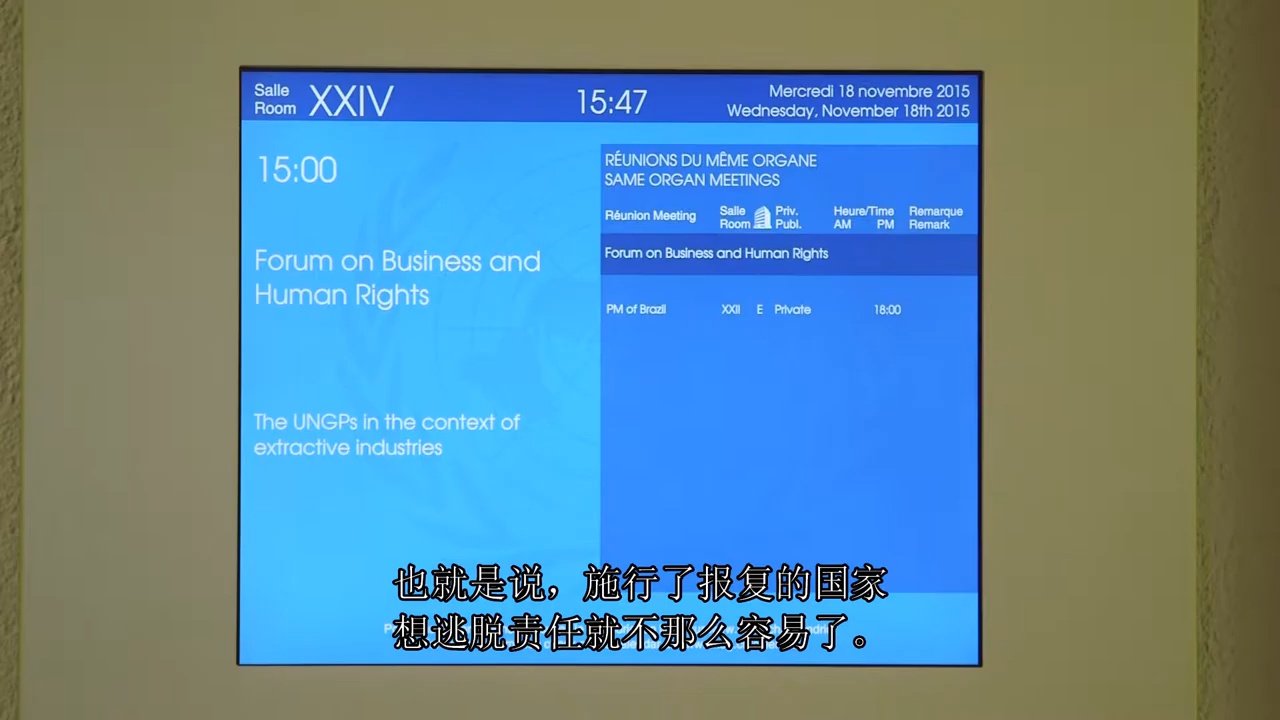 Salle
Room
XXIV
15:47
Mercredi 18 novembre 2015
Wednesday, November 18th 2015
15:00
Forum on Business and
Human Rights
The UNGPs in the context of
extractive industries
RÉUNIONS DU MÊME ORGANE
SAME ORGAN MEETINGS
Réunion Meeting
Salle
Room
Priv.
Publ.
Heure/Time
AM PM
Remarque
Remark
Forum on Business and Human Rights
PM of Brazil XXII E Private 18:00
也就是说，施行了报复的国家
想逃脱责任就不那么容易了。